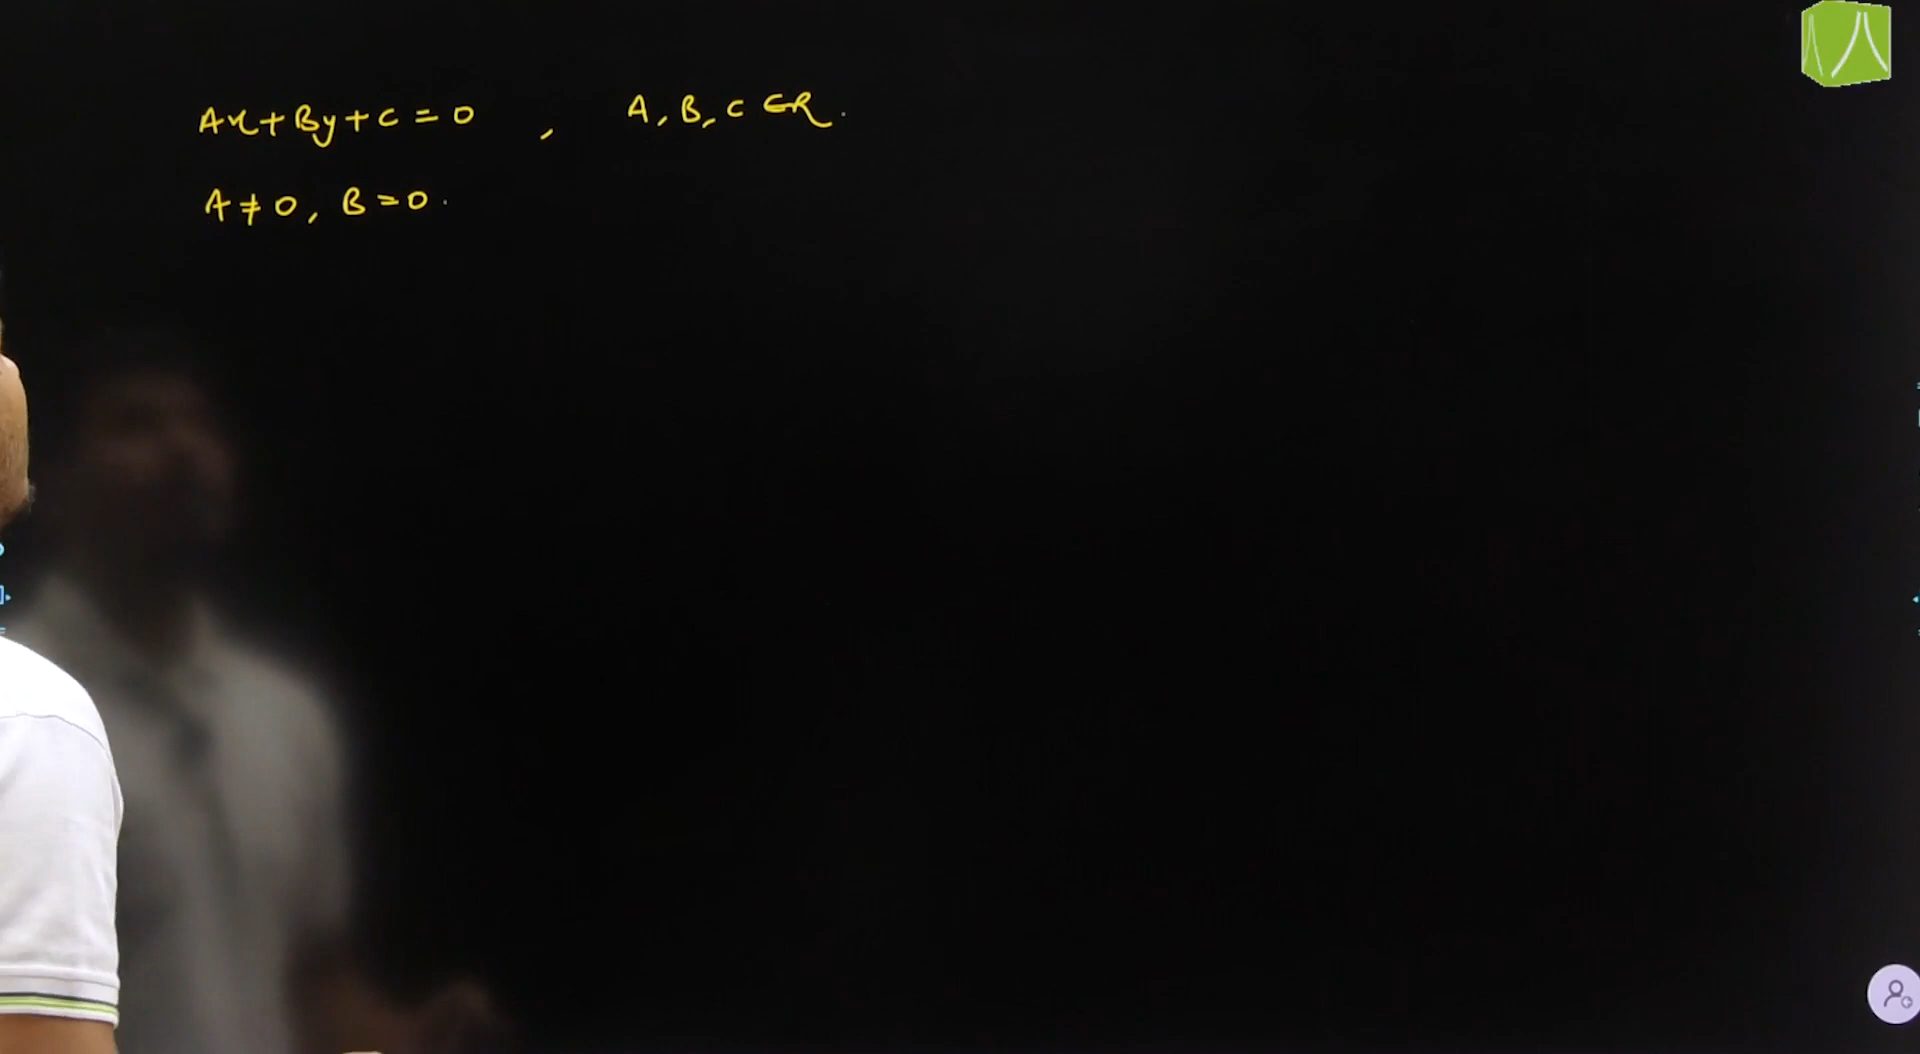 Ax+By+C=0 , A, B, C ∈ R.
A ≠ 0, B = 0.